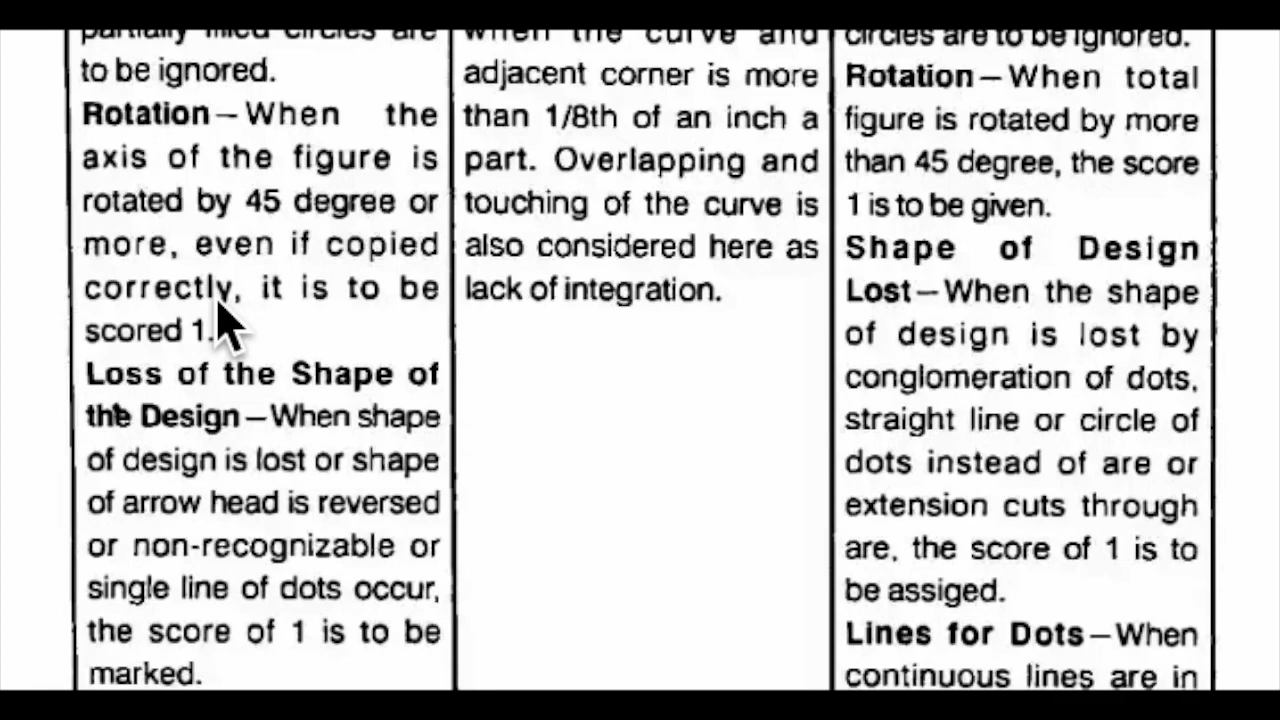 partially filled circles are
to be ignored.
Rotation – When the
axis of the figure is
rotated by 45 degree or
more, even if copied
correctly, it is to be
scored 1.
Loss of the Shape of
the Design – When shape
of design is lost or shape
of arrow head is reversed
or non-recognizable or
single line of dots occur,
the score of 1 is to be
marked.
when the curve and
adjacent corner is more
than 1/8th of an inch a
part. Overlapping and
touching of the curve is
also considered here as
lack of integration.
circles are to be ignored.
Rotation – When total
figure is rotated by more
than 45 degree, the score
1 is to be given.
Shape of Design
Lost – When the shape
of design is lost by
conglomeration of dots,
straight line or circle of
dots instead of are or
extension cuts through
are, the score of 1 is to
be assiged.
Lines for Dots – When
continuous lines are in